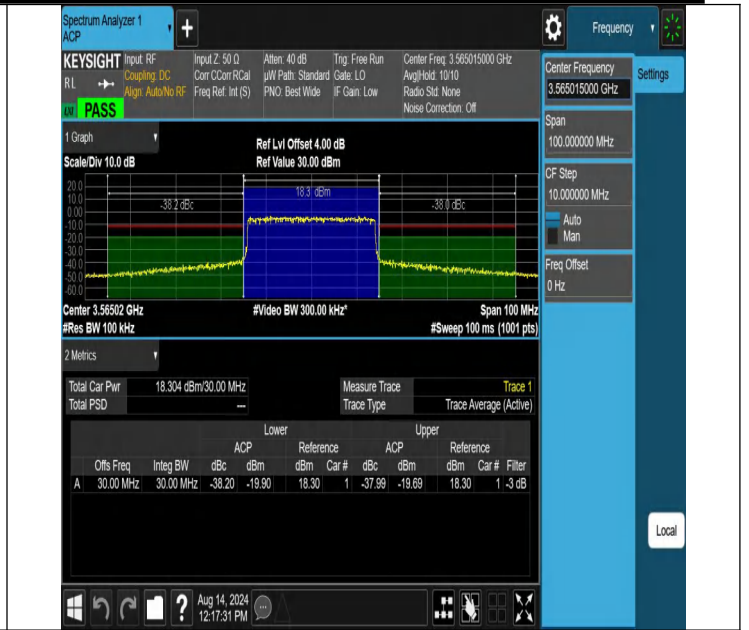 Spectrum Analyzer 1
ACP
+
Frequency
KEYSIGHT
RL
PASS
Input: RF
Coupling: DC
Align: Auto/No RF
Input Z: 50 Ω
Corr CCorr RCal
Freq Ref: Int (S)
Atten: 40 dB
µW Path: Standard
PNO: Best Wide
Trig: Free Run
Gate: LO
IF Gain: Low
Center Freq: 3.565015000 GHz
Avg|Hold: 10/10
Radio Std: None
Noise Correction: Off
Center Frequency
3.565015000 GHz
Settings
Span
100.000000 MHz
CF Step
10.000000 MHz
Auto
Man
Freq Offset
0 Hz
1 Graph
Scale/Div 10.0 dB
Ref Lvl Offset 4.00 dB
Ref Value 30.00 dBm
20.0
10.0
0.00
-10.0
-20.0
-30.0
-40.0
-50.0
-60.0
-38.2 dBc
18.3 dBm
-38.0 dBc
Center 3.56502 GHz
#Video BW 300.00 kHz*
Span 100 MHz
#Res BW 100 kHz
#Sweep 100 ms (1001 pts)
2 Metrics
Total Car Pwr 18.304 dBm/30.00 MHz
Total PSD ---
Measure Trace Trace 1
Trace Type Trace Average (Active)
Lower Upper
ACP Reference ACP Reference
Offs Freq Integ BW dBc dBm dBm Car # dBc dBm dBm Car # Filter
A 30.00 MHz 30.00 MHz -38.20 -19.90 18.30 1 -37.99 -19.69 18.30 1 -3 dB
Local
?
Aug 14, 2024
12:17:31 PM